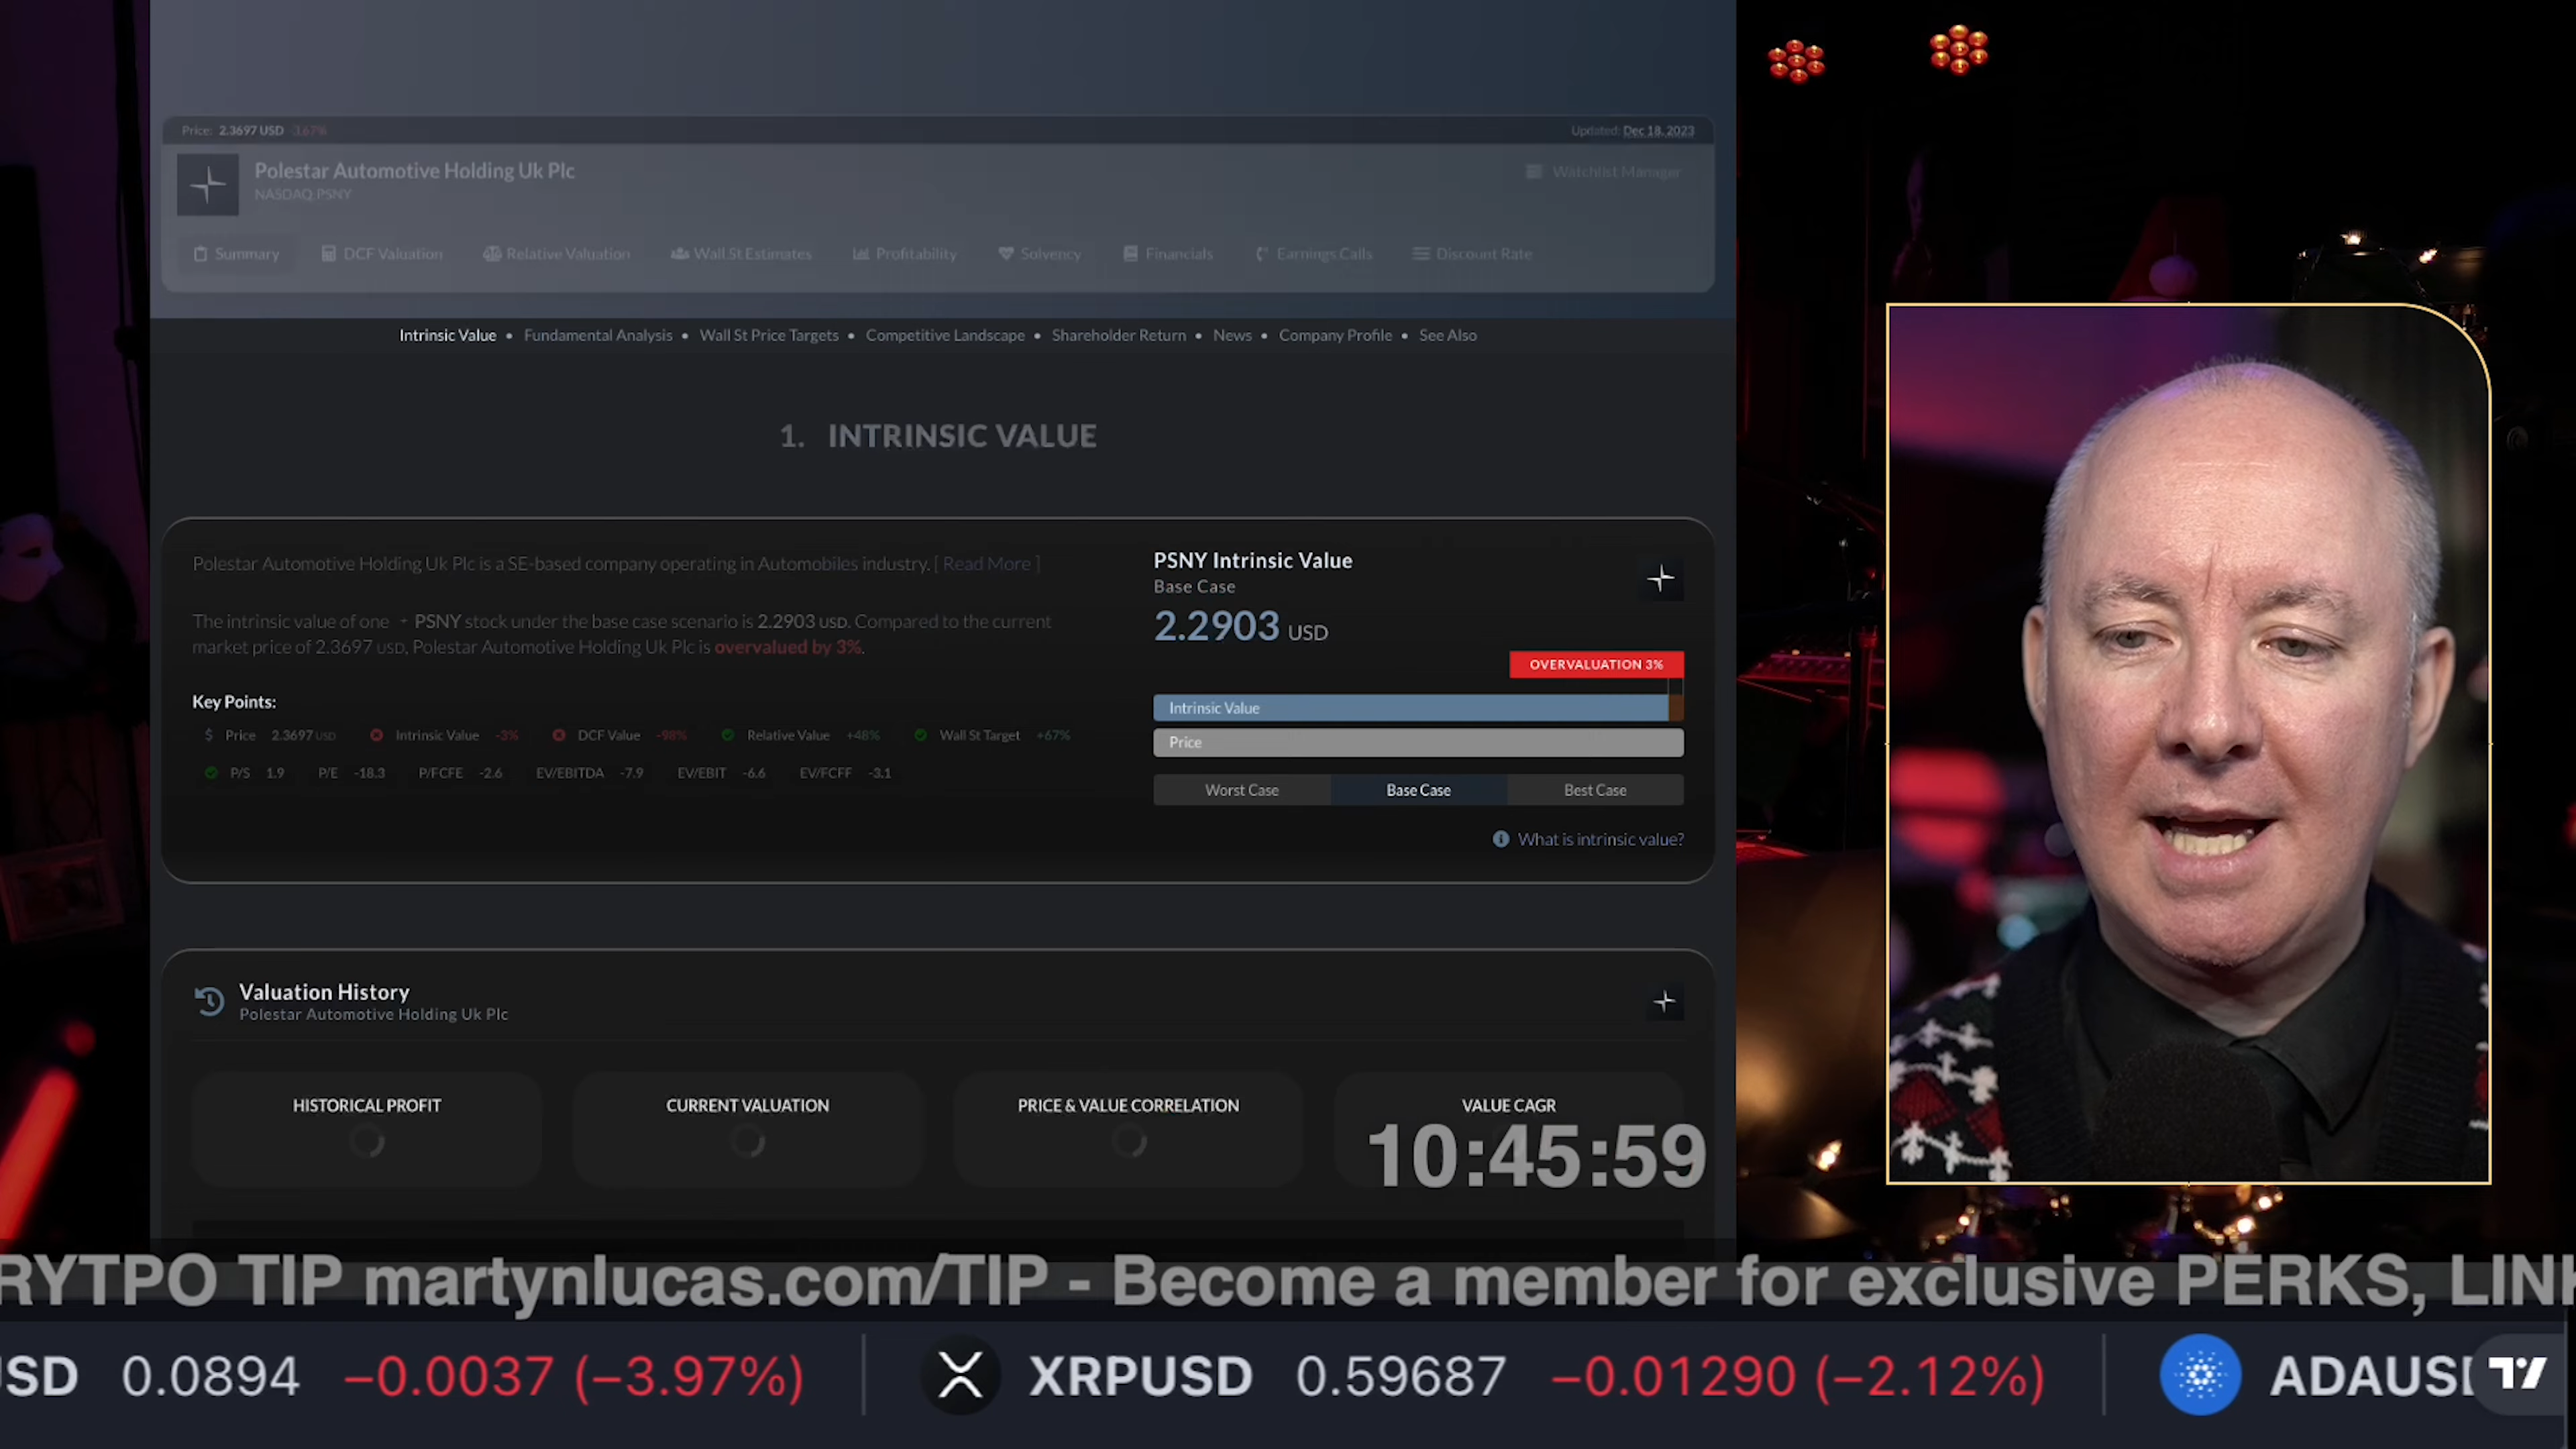 Price: 2.3697 USD -3.67%
Updated: Dec 18, 2023
Polestar Automotive Holding Uk Plc
NASDAQ:PSNY
Watchlist Manager
Summary
DCF Valuation
Relative Valuation
Wall St Estimates
Profitability
Solvency
Financials
Earnings Calls
Discount Rate
Intrinsic Value • Fundamental Analysis • Wall St Price Targets • Competitive Landscape • Shareholder Return • News • Company Profile • See Also
1. INTRINSIC VALUE
Polestar Automotive Holding Uk Plc is a SE-based company operating in Automobiles industry. [ Read More ]
The intrinsic value of one PSNY stock under the base case scenario is 2.2903 USD. Compared to the current
market price of 2.3697 USD, Polestar Automotive Holding Uk Plc is overvalued by 3%.
Key Points:
$ Price 2.3697 USD Intrinsic Value -3% DCF Value -98% Relative Value +48% Wall St Target +67%
P/S 1.9 P/E -18.3 P/FCFE -2.6 EV/EBITDA -7.9 EV/EBIT -6.6 EV/FCFF -3.1
PSNY Intrinsic Value
Base Case
2.2903 USD
OVERVALUATION 3%
Intrinsic Value
Price
Worst Case
Base Case
Best Case
What is intrinsic value?
Valuation History
Polestar Automotive Holding Uk Plc
HISTORICAL PROFIT
CURRENT VALUATION
PRICE & VALUE CORRELATION
VALUE CAGR
10:45:59
RYTPO TIP martynlucas.com/TIP - Become a member for exclusive PERKS, LIN
USD 0.0894 −0.0037 (−3.97%) XRPUSD 0.59687 −0.01290 (−2.12%) ADAUS